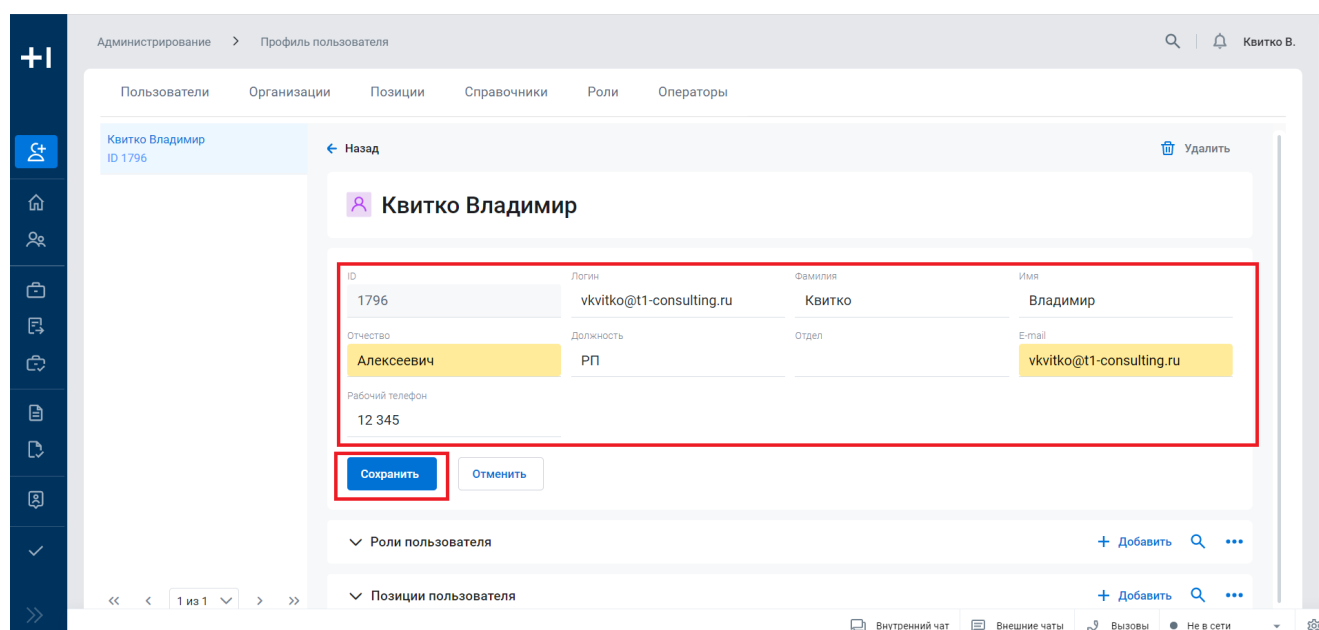 Администрирование > Профиль пользователя
Квитко В.
Пользователи Организации Позиции Справочники Роли Операторы
Квитко Владимир
ID 1796
Назад
Удалить
Квитко Владимир
ID Логин Фамилия Имя
1796 vkvitko@t1-consulting.ru Квитко Владимир
Отчество Должность Отдел E-mail
Алексеевич РП vkvitko@t1-consulting.ru
Рабочий телефон
12 345
Сохранить Отменить
Роли пользователя + Добавить
Позиции пользователя + Добавить
1 из 1
Внутренний чат Внешние чаты Вызовы Не в сети